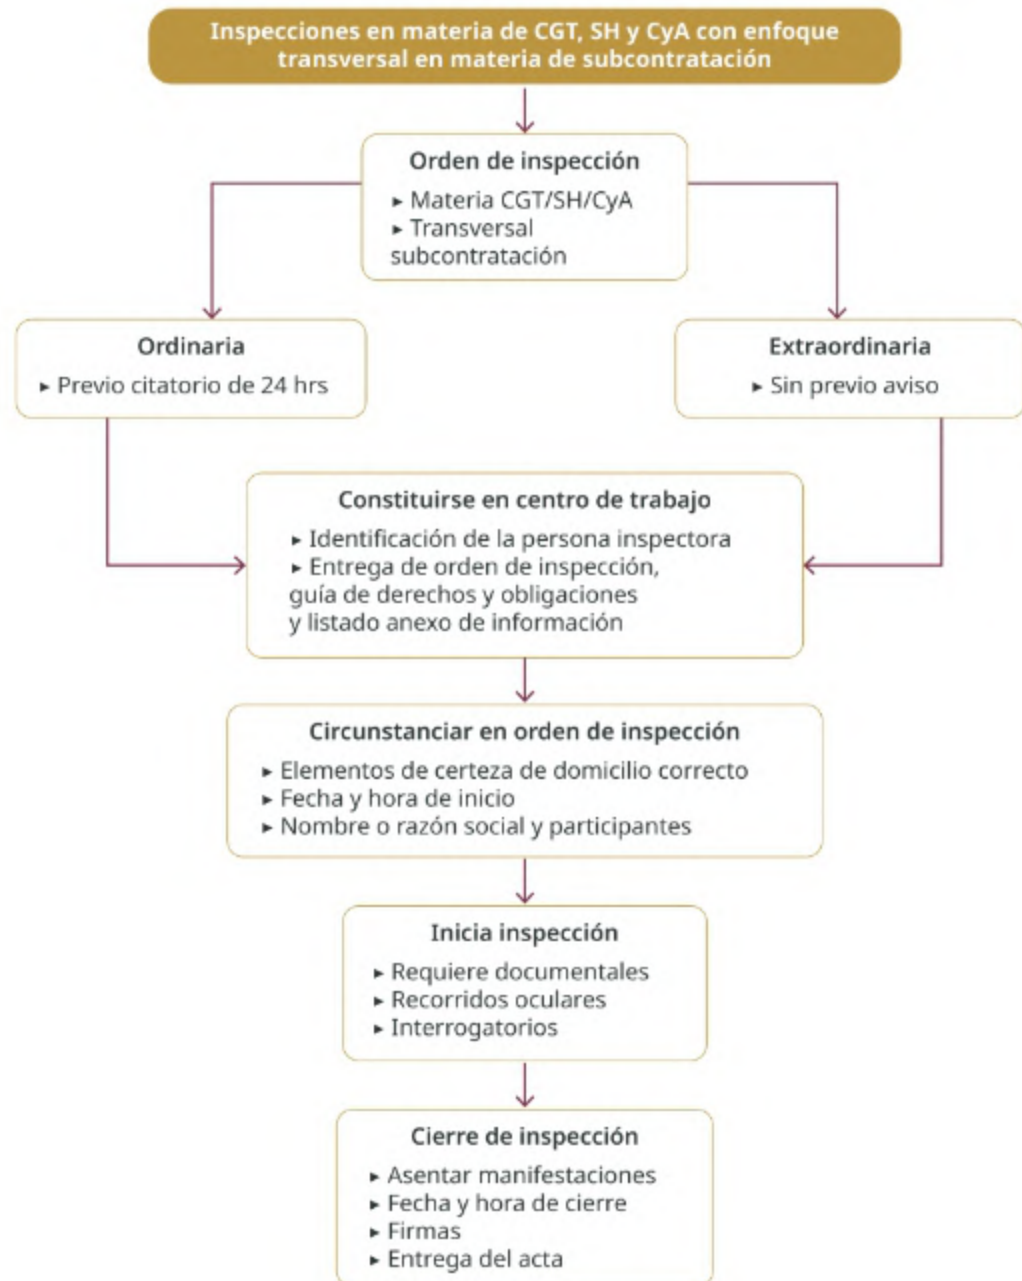 Inspecciones en materia de CGT, SH y CyA con enfoque
transversal en materia de subcontratación
Orden de inspección
▸ Materia CGT/SH/CyA
▸ Transversal
subcontratación
Ordinaria
▸ Previo citatorio de 24 hrs
Extraordinaria
▸ Sin previo aviso
Constituirse en centro de trabajo
▸ Identificación de la persona inspectora
▸ Entrega de orden de inspección,
guía de derechos y obligaciones
y listado anexo de información
Circunstanciar en orden de inspección
▸ Elementos de certeza de domicilio correcto
▸ Fecha y hora de inicio
▸ Nombre o razón social y participantes
Inicia inspección
▸ Requiere documentales
▸ Recorridos oculares
▸ Interrogatorios
Cierre de inspección
▸ Asentar manifestaciones
▸ Fecha y hora de cierre
▸ Firmas
▸ Entrega del acta